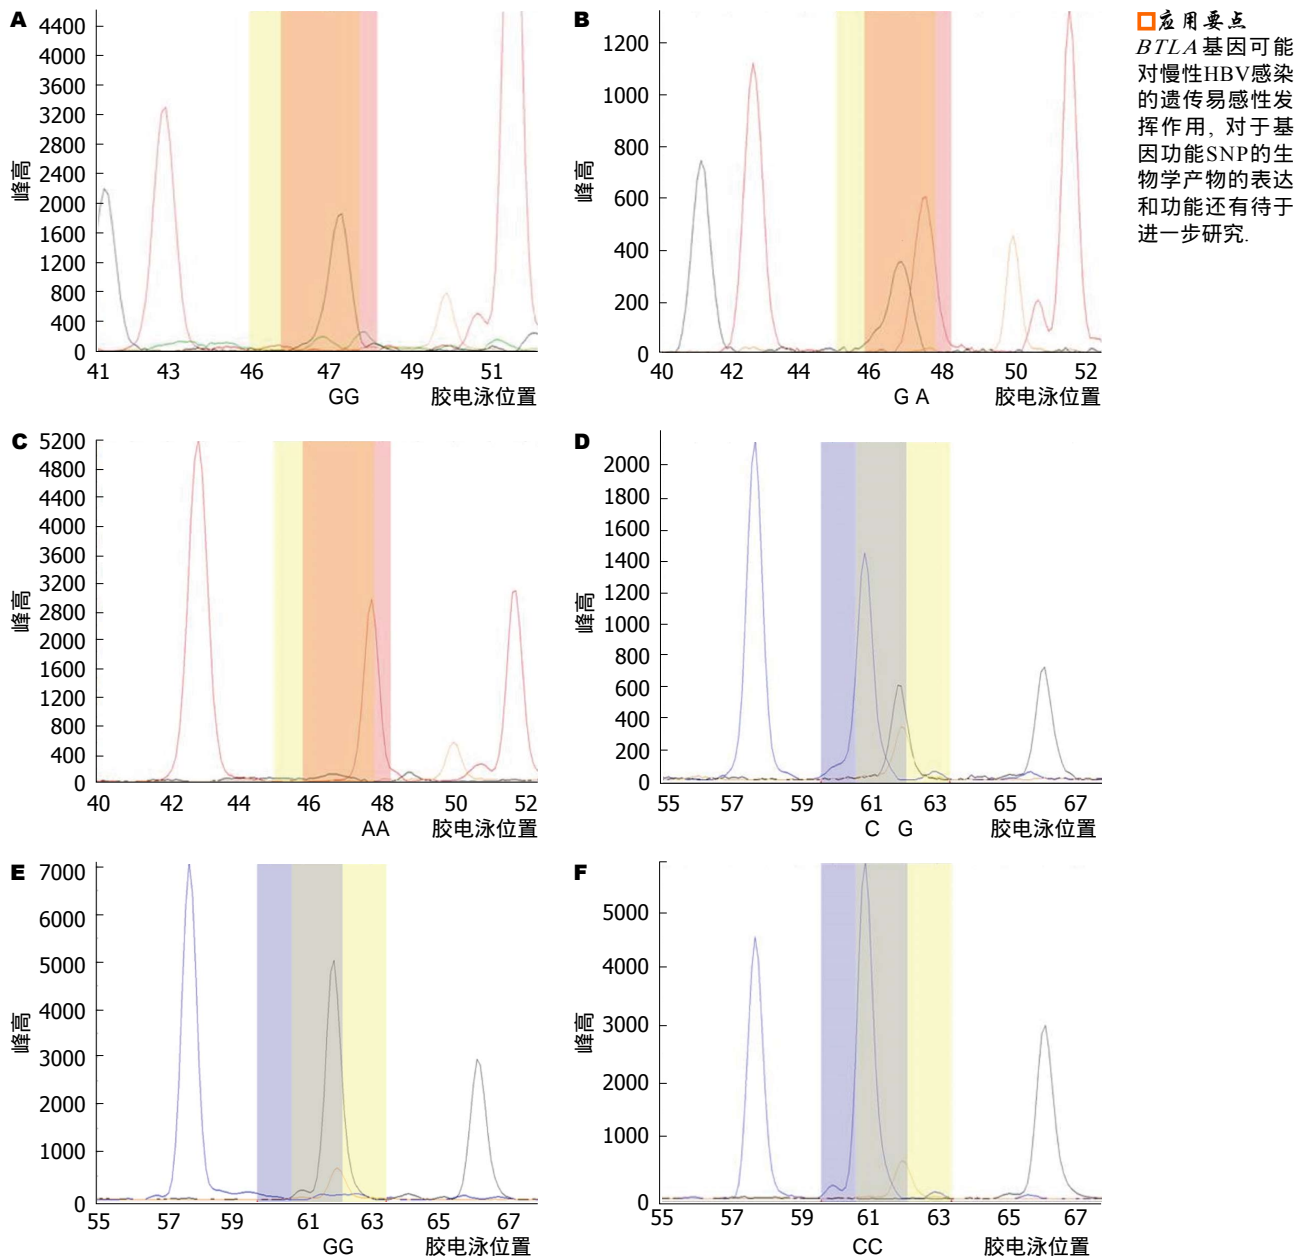 A
4400
4000
3600
3200
2800
2400
2000
1600
1200
800
400
0
峰高
41 43 46 47 49 51
GG 胶电泳位置
B
1200
1000
800
600
400
200
0
峰高
40 42 44 46 48 50 52
G A 胶电泳位置
□应用要点
BTLA基因可能
对慢性HBV感染
的遗传易感性发
挥作用, 对于基
因功能SNP的生
物学产物的表达
和功能还有待于
进一步研究.
C
5200
4800
4400
4000
3600
3200
2800
2000
1600
1200
800
400
0
峰高
40 42 44 46 48 50 52
AA 胶电泳位置
D
2000
1800
1600
1400
1200
1000
800
600
400
200
0
峰高
55 57 59 61 63 65 67
C G 胶电泳位置
E
7000
6000
5000
4000
3000
2000
1000
0
峰高
55 57 59 61 63 65 67
GG 胶电泳位置
F
5000
4000
3000
2000
1000
0
峰高
55 57 59 61 63 65 67
CC 胶电泳位置